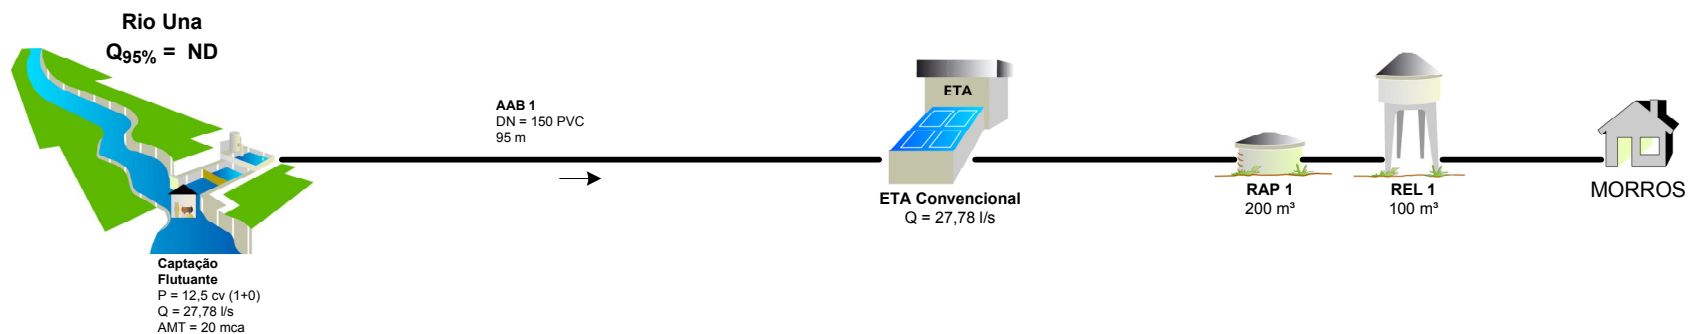 Rio Una
Q95% = ND
AAB 1
DN = 150 PVC
95 m
ETA
ETA Convencional
Q = 27,78 l/s
RAP 1
200 m³
REL 1
100 m³
MORROS
Captação
Flutuante
P = 12,5 cv (1+0)
Q = 27,78 l/s
AMT = 20 mca